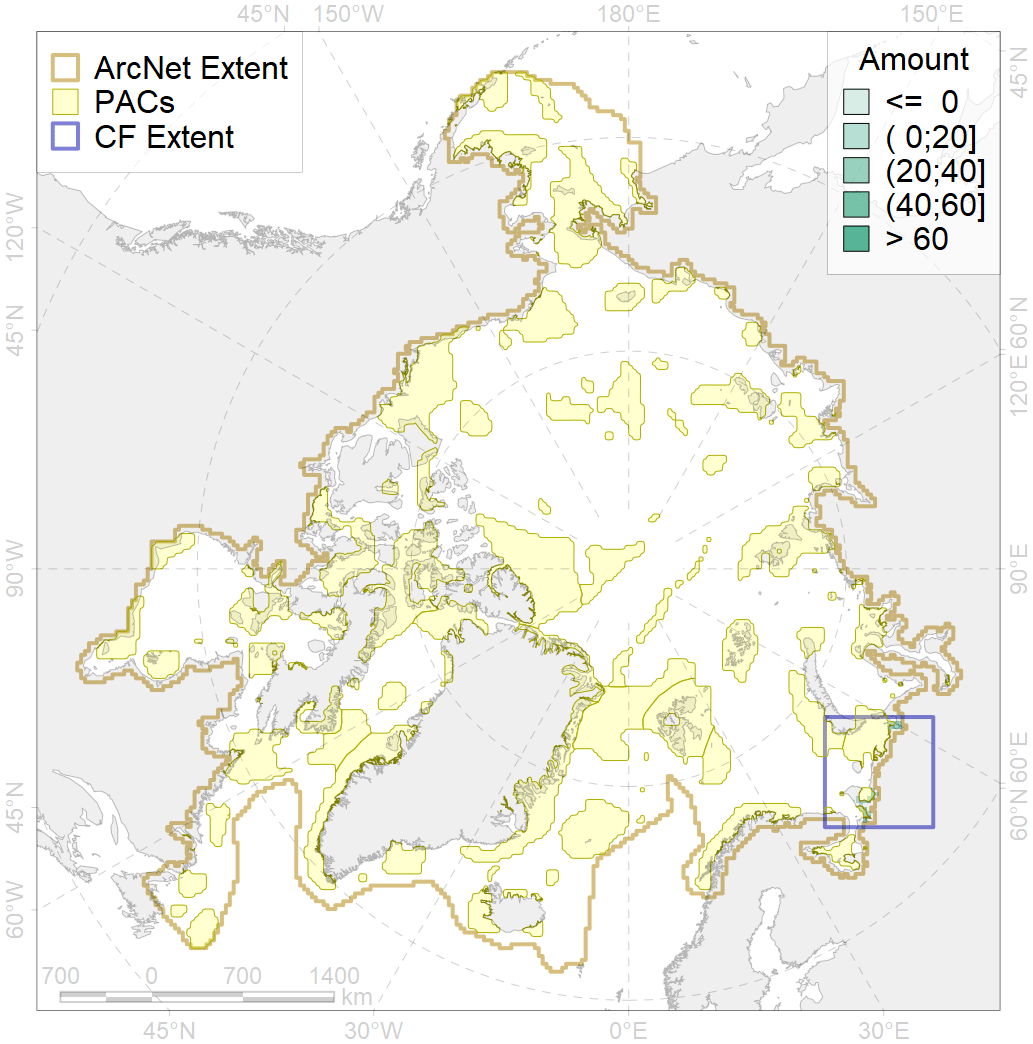 45°N 150°W 180°E 150°E
ArcNet Extent
PACs
CF Extent
Amount
<= 0
( 0;20]
(20;40]
(40;60]
> 60
45°N
120°W
60°N
45°N
120°E
90°W
90°E
60°E
45°N
60°N
60°W
700 0 700 1400
km
45°N 30°W 0°E 30°E